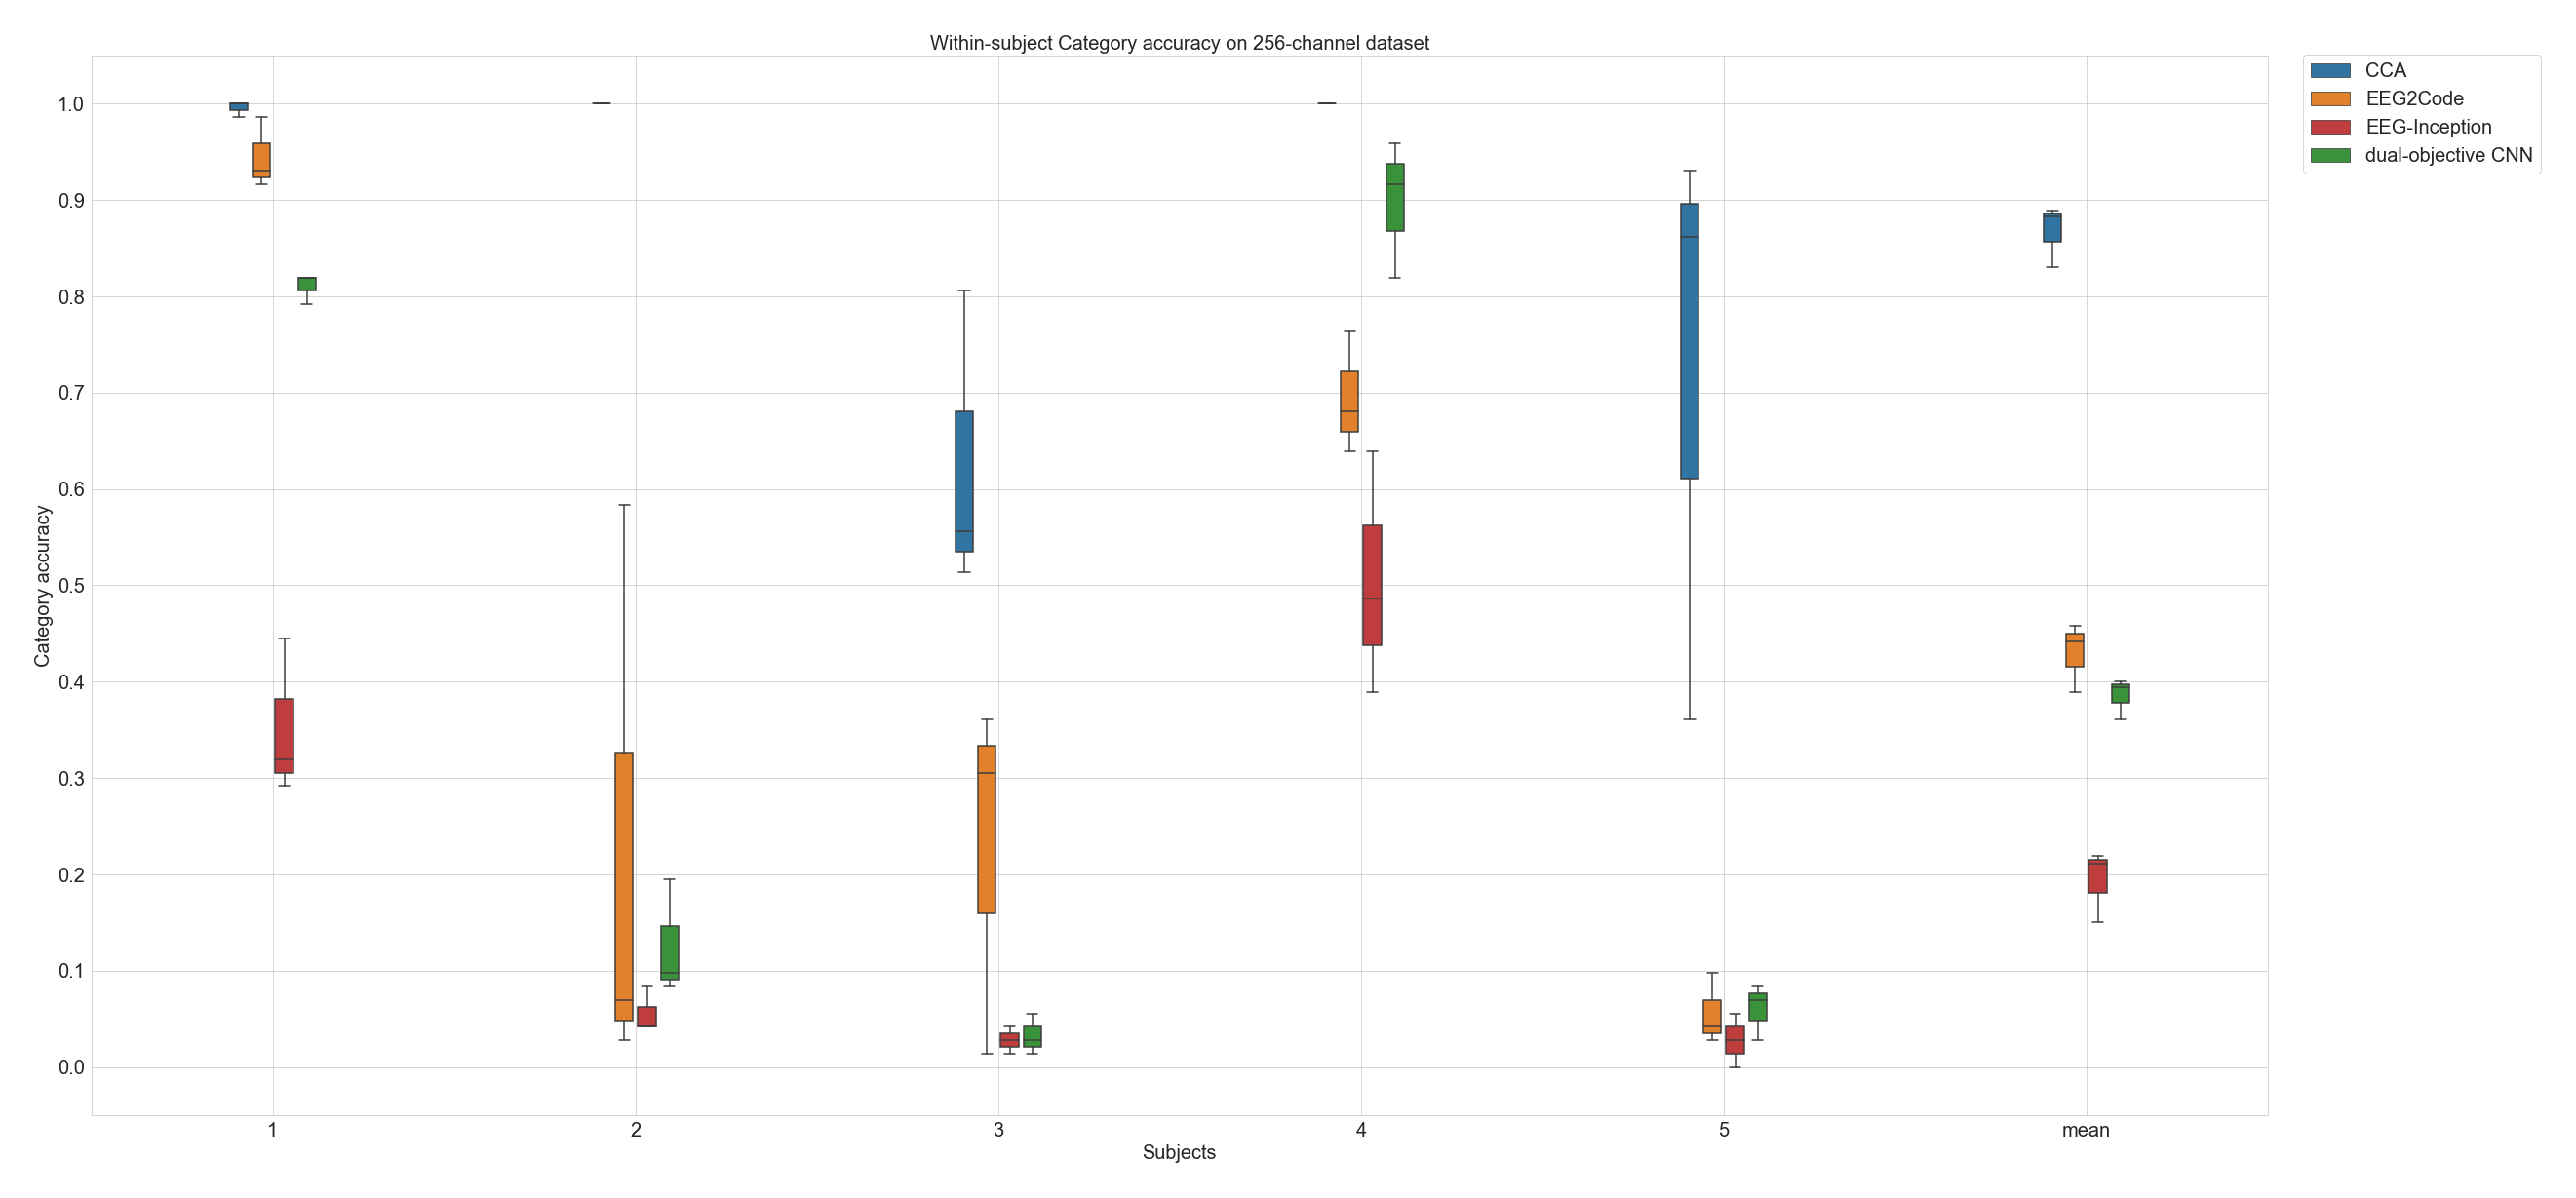 Within-subject Category accuracy on 256-channel dataset
CCA
EEG2Code
EEG-Inception
dual-objective CNN
Category accuracy
1.0
0.9
0.8
0.7
0.6
0.5
0.4
0.3
0.2
0.1
0.0
1 2 3 4 5 mean
Subjects